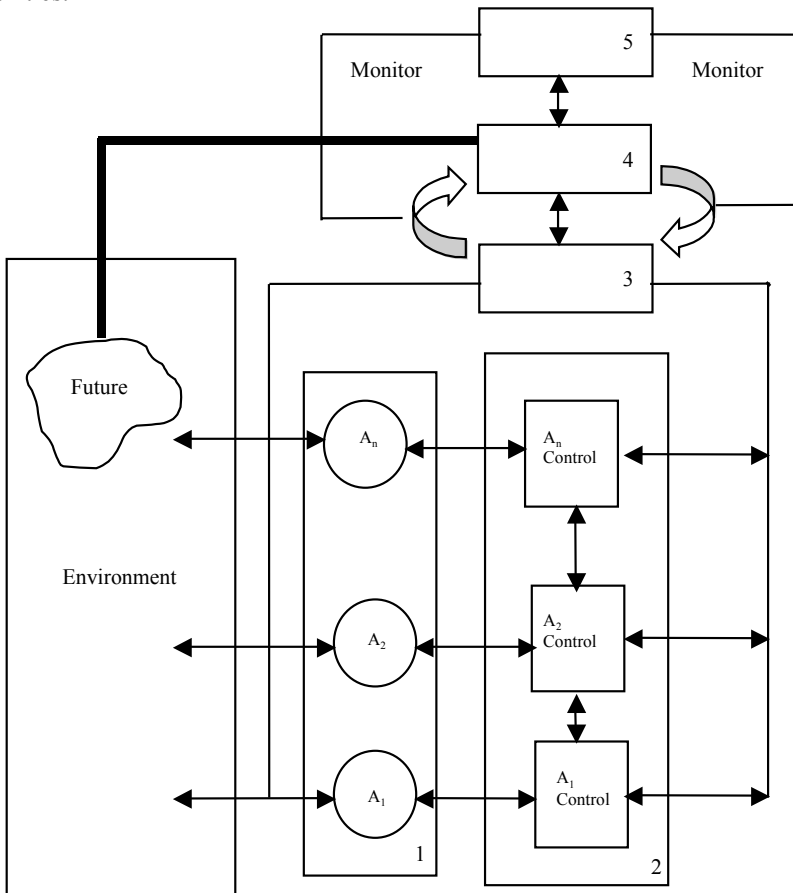 5
Monitor
Monitor
4
3
Future
Aₙ
Aₙ
Control
Environment
A₂
A₂
Control
A₁
A₁
Control
1
2